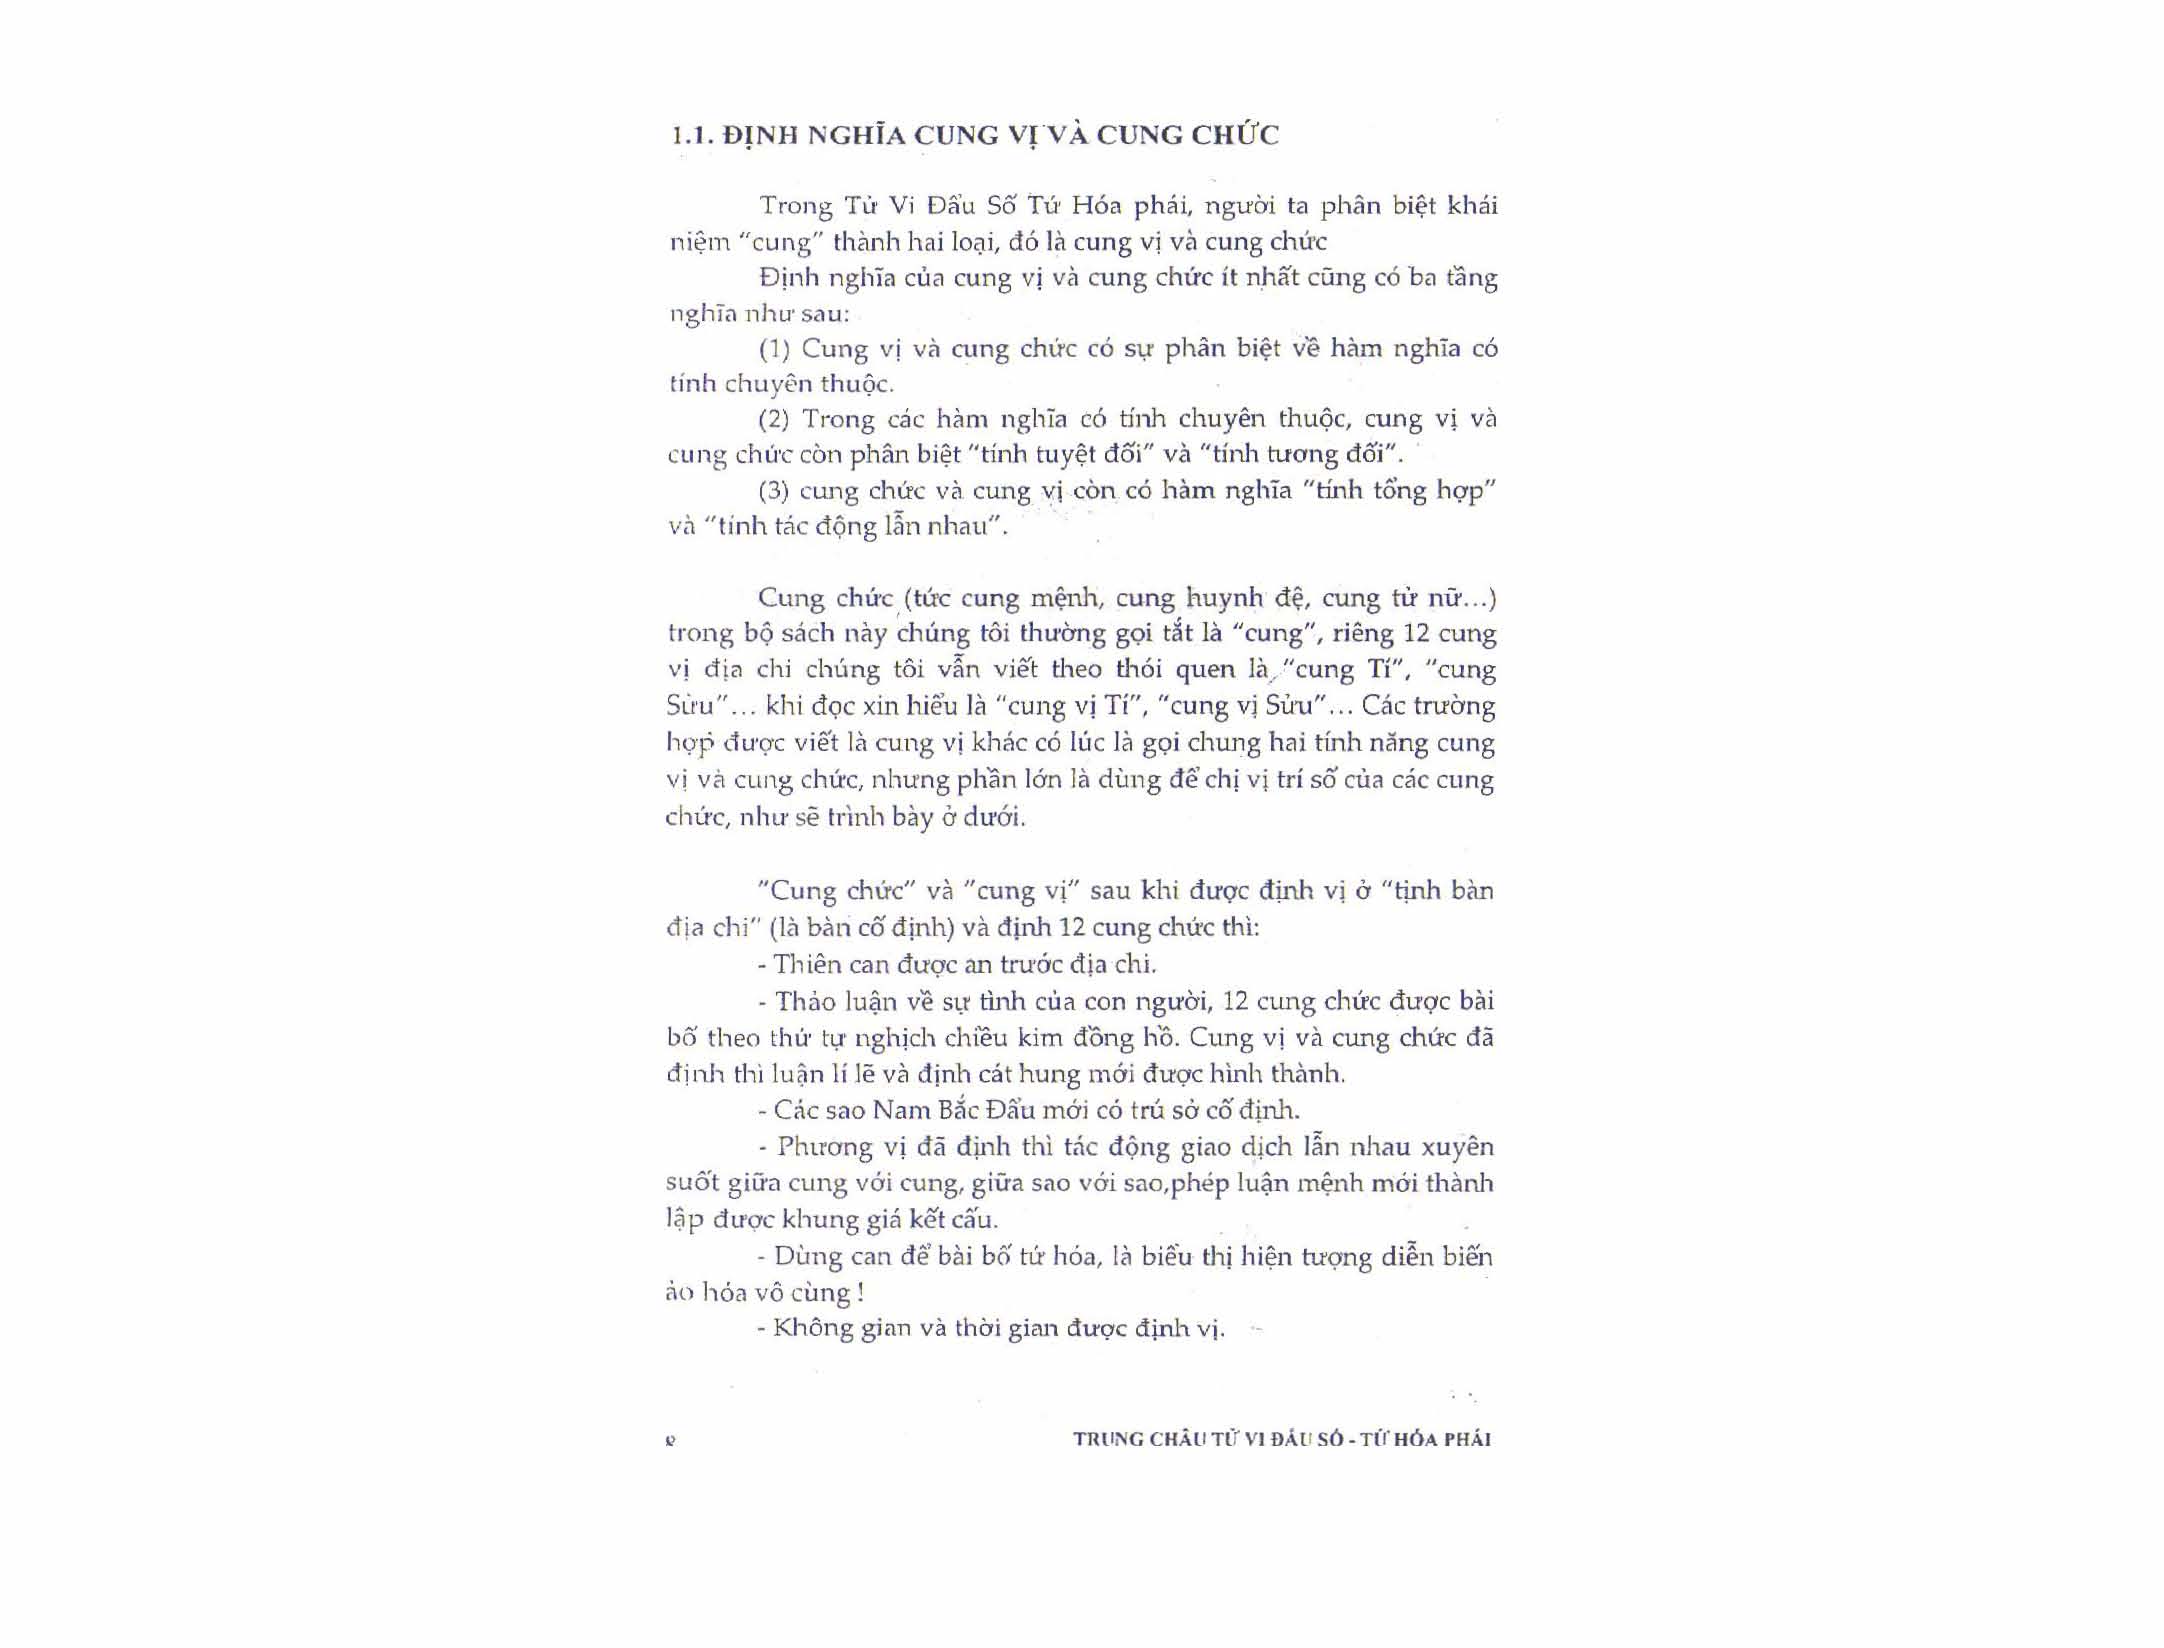 1.1. ĐỊNH NGHĨA CUNG VỊ VÀ CUNG CHỨC
Trong Tử Vi Đẩu Số Tứ Hóa phái, người ta phân biệt khái
niệm "cung" thành hai loại, đó là cung vị và cung chức
Định nghĩa của cung vị và cung chức ít nhất cũng có ba tầng
nghĩa như sau:
(1) Cung vị và cung chức có sự phân biệt về hàm nghĩa có
tính chuyên thuộc.
(2) Trong các hàm nghĩa có tính chuyên thuộc, cung vị và
cung chức còn phân biệt "tính tuyệt đối" và "tính tương đối".
(3) cung chức và cung vị còn có hàm nghĩa "tính tổng hợp"
và "tính tác động lẫn nhau".
Cung chức (tức cung mệnh, cung huynh đệ, cung tử nữ...)
trong bộ sách này chúng tôi thường gọi tắt là "cung", riêng 12 cung
vị địa chi chúng tôi vẫn viết theo thói quen là "cung Tí", "cung
Sửu"... khi đọc xin hiểu là "cung vị Tí", "cung vị Sửu"... Các trường
hợp được viết là cung vị khác có lúc là gọi chung hai tính năng cung
vị và cung chức, nhưng phần lớn là dùng để chị vị trí số của các cung
chức, như sẽ trình bày ở dưới.
"Cung chức" và "cung vị" sau khi được định vị ở "tịnh bàn
địa chi" (là bàn cố định) và định 12 cung chức thì:
- Thiên can được an trước địa chi.
- Thảo luận về sự tình của con người, 12 cung chức được bài
bố theo thứ tự nghịch chiều kim đồng hồ. Cung vị và cung chức đã
định thì luận lí lẽ và định cát hung mới được hình thành.
- Các sao Nam Bắc Đẩu mới có trú sở cố định.
- Phương vị đã định thì tác động giao dịch lẫn nhau xuyên
suốt giữa cung với cung, giữa sao với sao,phép luận mệnh mới thành
lập được khung giá kết cấu.
- Dùng can để bài bố tứ hóa, là biểu thị hiện tượng diễn biến
ảo hóa vô cùng !
- Không gian và thời gian được định vị.
TRUNG CHÂU TỬ VI ĐẨU SỐ - TỨ HÓA PHÁI